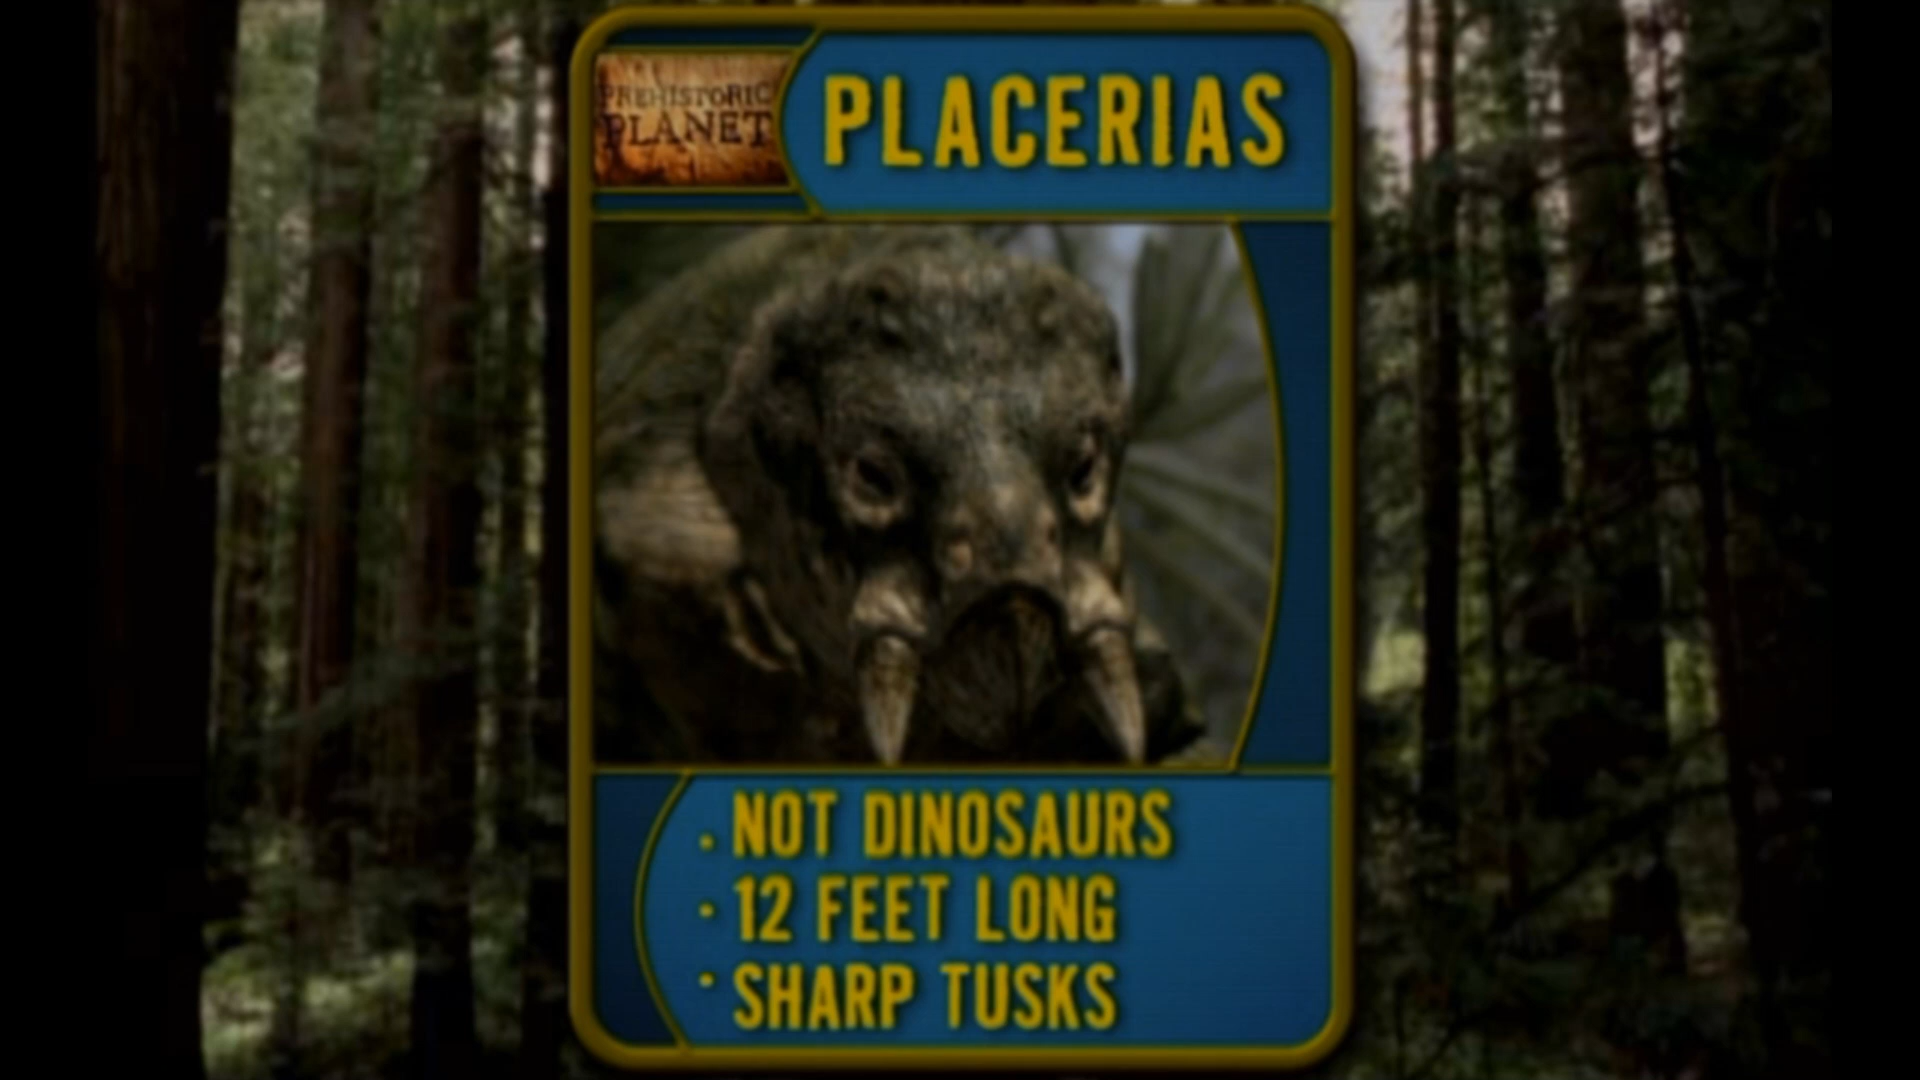 PREHISTORIC
PLANET
PLACERIAS
· NOT DINOSAURS
· 12 FEET LONG
· SHARP TUSKS